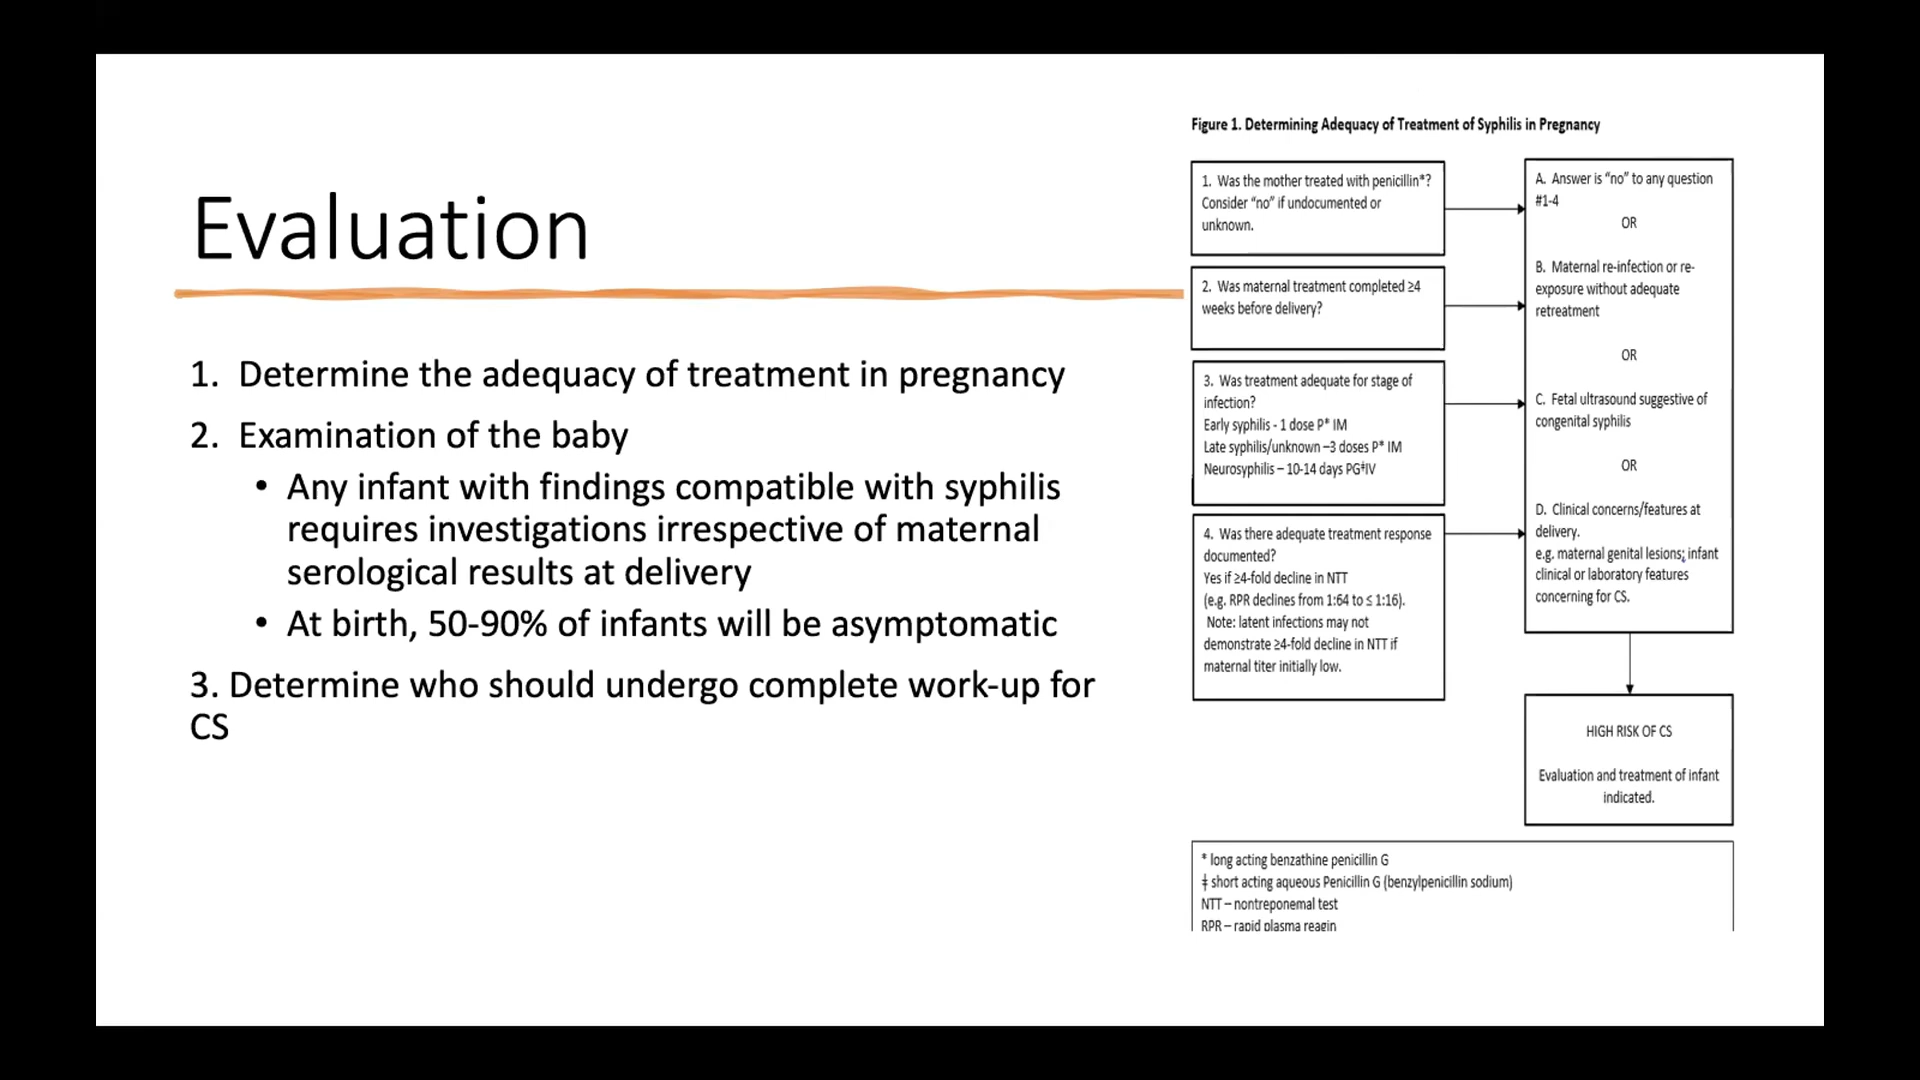 Evaluation
1. Determine the adequacy of treatment in pregnancy
2. Examination of the baby
• Any infant with findings compatible with syphilis
requires investigations irrespective of maternal
serological results at delivery
• At birth, 50-90% of infants will be asymptomatic
3. Determine who should undergo complete work-up for
CS
Figure 1. Determining Adequacy of Treatment of Syphilis in Pregnancy
1. Was the mother treated with penicillin*?
Consider “no” if undocumented or
unknown.
2. Was maternal treatment completed ≥4
weeks before delivery?
3. Was treatment adequate for stage of
infection?
Early syphilis - 1 dose P* IM
Late syphilis/unknown –3 doses P* IM
Neurosyphilis – 10-14 days PG‡IV
4. Was there adequate treatment response
documented?
Yes if ≥4-fold decline in NTT
(e.g. RPR declines from 1:64 to ≤ 1:16).
Note: latent infections may not
demonstrate ≥4-fold decline in NTT if
maternal titer initially low.
A. Answer is “no” to any question
#1-4
OR
B. Maternal re-infection or re-
exposure without adequate
retreatment
OR
C. Fetal ultrasound suggestive of
congenital syphilis
OR
D. Clinical concerns/features at
delivery.
e.g. maternal genital lesions; infant
clinical or laboratory features
concerning for CS.
HIGH RISK OF CS
Evaluation and treatment of infant
indicated.
* long acting benzathine penicillin G
‡ short acting aqueous Penicillin G (benzylpenicillin sodium)
NTT – nontreponemal test
RPR – rapid plasma reagin